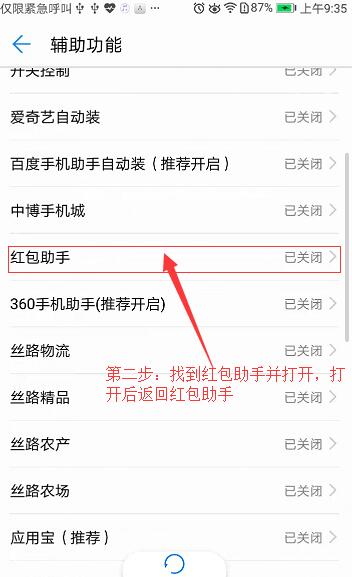 仅限紧急呼叫 87% 上午9:35
辅助功能
开关控制
爱奇艺自动装 已关闭
百度手机助手自动装（推荐开启） 已关闭
中博手机城 已关闭
红包助手 已关闭
360手机助手(推荐开启) 已关闭
丝路物流 已关闭
第二步：找到红包助手并打开，打
开后返回红包助手
丝路精品 已关闭
丝路农产 已关闭
丝路农场 已关闭
应用宝（推荐） 已关闭